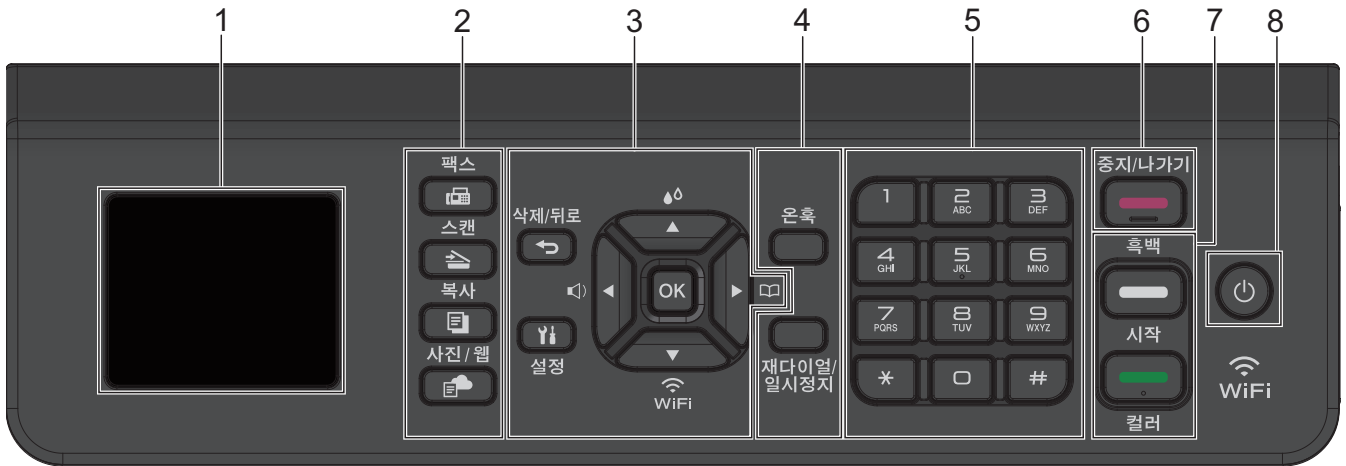 1 2 3 4 5 6 7 8
팩스
스캔
복사
사진 / 웹
삭제/뒤로
OK
설정
WiFi
온훅
재다이얼/
일시정지
1 2 ABC 3 DEF
4 GHI 5 JKL 6 MNO
7 PQRS 8 TUV 9 WXYZ
* 0 #
중지/나가기
흑백
시작
컬러
WiFi